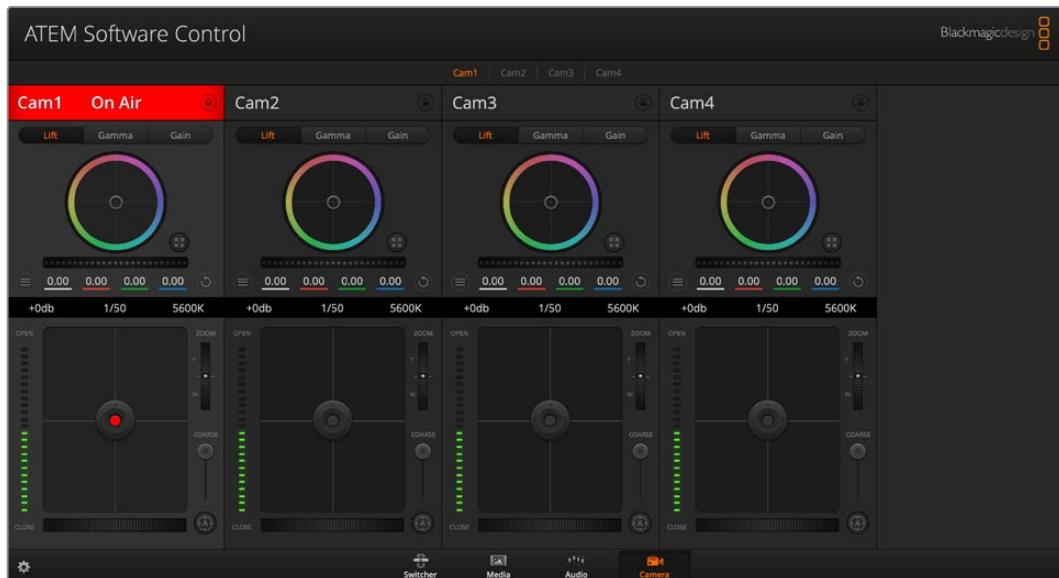 ATEM Software Control
Blackmagicdesign
Cam1 Cam2 Cam3 Cam4
Cam1 On Air Cam2 Cam3 Cam4
Lift Gamma Gain Lift Gamma Gain Lift Gamma Gain Lift Gamma Gain
0.00 0.00 0.00 0.00 0.00 0.00 0.00 0.00 0.00 0.00 0.00 0.00 0.00 0.00 0.00 0.00
+0db 1/50 5600K +0db 1/50 5600K +0db 1/50 5600K +0db 1/50 5600K
OPEN ZOOM OPEN ZOOM OPEN ZOOM OPEN ZOOM
T T T T
W W W W
COARSE COARSE COARSE COARSE
CLOSE A CLOSE A CLOSE A CLOSE A
Switcher Media Audio Camera